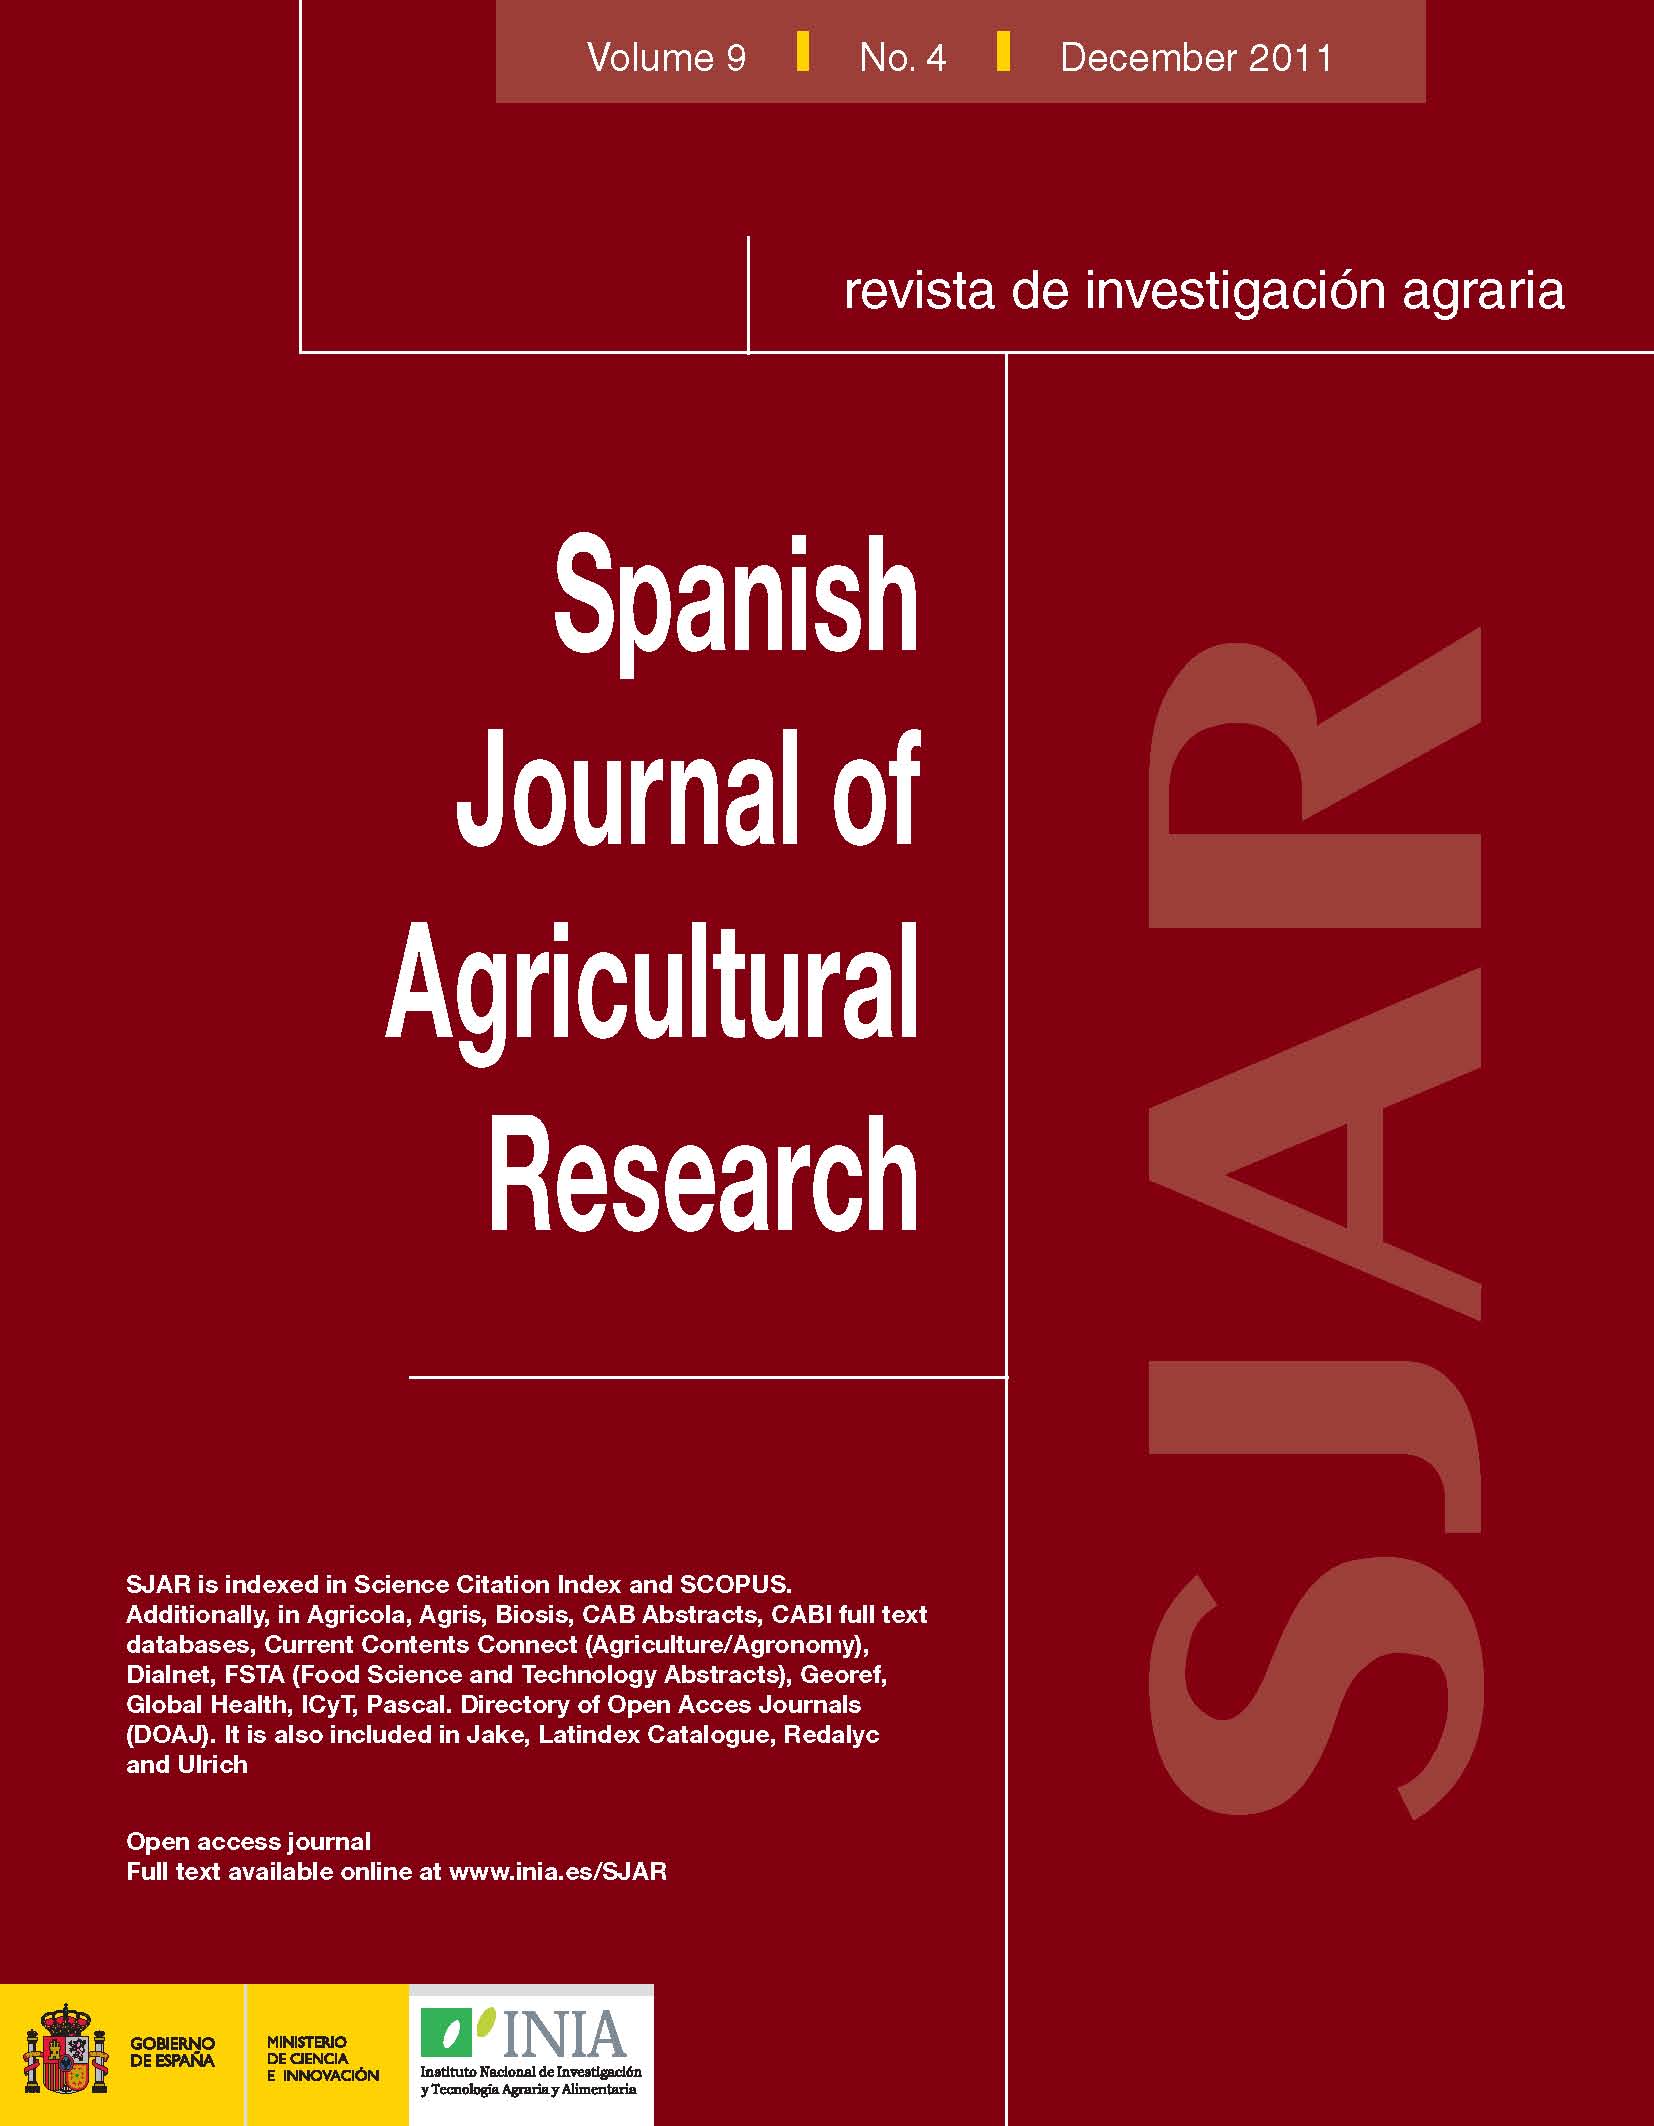 Volume 9 No. 4 December 2011
revista de investigación agraria
Spanish
Journal of
Agricultural
Research
SJAR
SJAR is indexed in Science Citation Index and SCOPUS.
Additionally, in Agricola, Agris, Biosis, CAB Abstracts, CABI full text
databases, Current Contents Connect (Agriculture/Agronomy),
Dialnet, FSTA (Food Science and Technology Abstracts), Georef,
Global Health, ICyT, Pascal. Directory of Open Acces Journals
(DOAJ). It is also included in Jake, Latindex Catalogue, Redalyc
and Ulrich
Open access journal
Full text available online at www.inia.es/SJAR
GOBIERNO
DE ESPAÑA
MINISTERIO
DE CIENCIA
E INNOVACIÓN
INIA
Instituto Nacional de Investigación
y Tecnología Agraria y Alimentaria